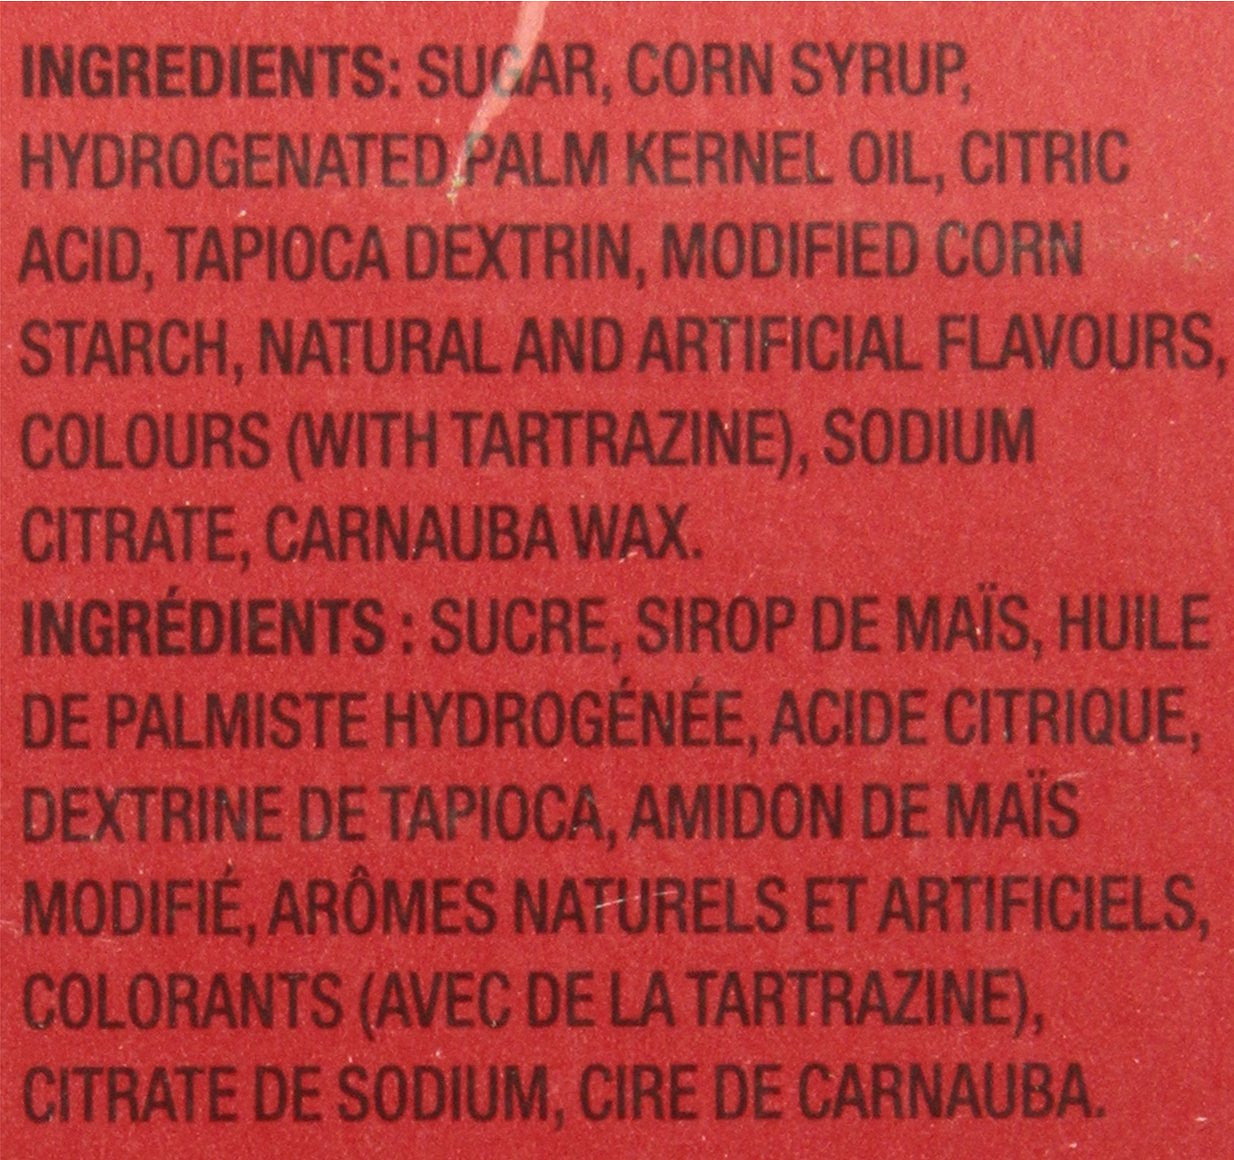 INGREDIENTS: SUGAR, CORN SYRUP,
HYDROGENATED PALM KERNEL OIL, CITRIC
ACID, TAPIOCA DEXTRIN, MODIFIED CORN
STARCH, NATURAL AND ARTIFICIAL FLAVOURS,
COLOURS (WITH TARTRAZINE), SODIUM
CITRATE, CARNAUBA WAX.
INGRÉDIENTS : SUCRE, SIROP DE MAÏS, HUILE
DE PALMISTE HYDROGÉNÉE, ACIDE CITRIQUE,
DEXTRINE DE TAPIOCA, AMIDON DE MAÏS
MODIFIÉ, ARÔMES NATURELS ET ARTIFICIELS,
COLORANTS (AVEC DE LA TARTRAZINE),
CITRATE DE SODIUM, CIRE DE CARNAUBA.